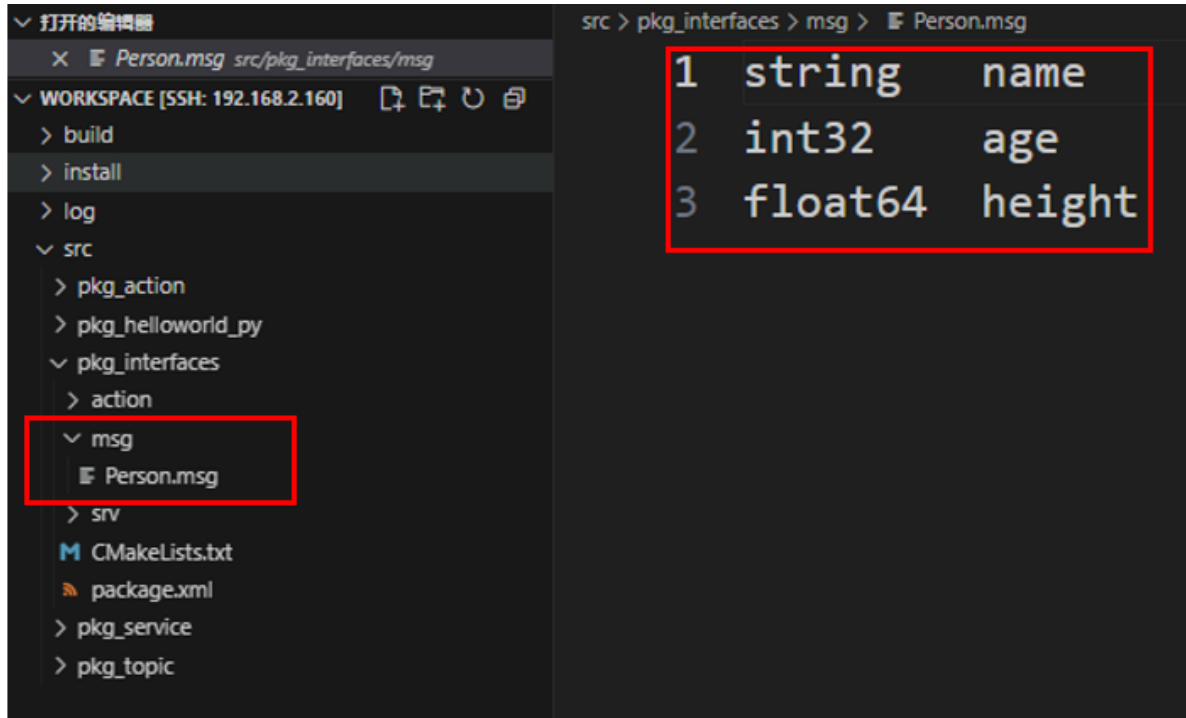 打开的编辑器
Person.msg src/pkg_interfaces/msg
WORKSPACE [SSH: 192.168.2.160]
build
install
log
src
pkg_action
pkg_helloworld_py
pkg_interfaces
action
msg
Person.msg
srv
CMakeLists.txt
package.xml
pkg_service
pkg_topic
src > pkg_interfaces > msg > Person.msg
1 string name
2 int32 age
3 float64 height